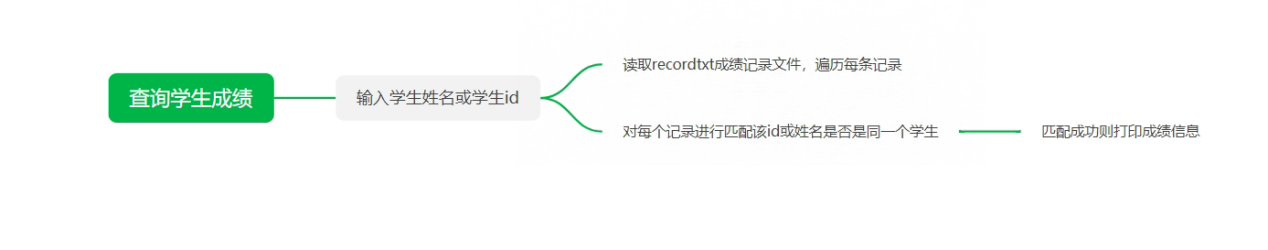 查询学生成绩
输入学生姓名或学生id
读取recordtxt成绩记录文件，遍历每条记录
对每个记录进行匹配该id或姓名是否是同一个学生
匹配成功则打印成绩信息